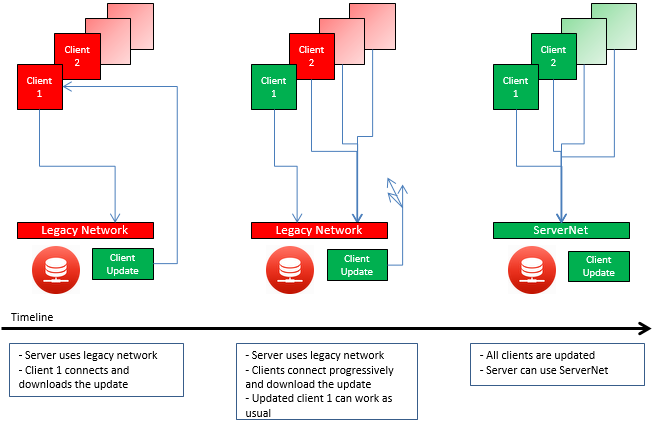 Client
2
Client
1
Legacy Network
Client
Update
Client
2
Client
1
Legacy Network
Client
Update
Client
2
Client
1
ServerNet
Client
Update
Timeline
- Server uses legacy network
- Client 1 connects and
downloads the update
- Server uses legacy network
- Clients connect progressively
and download the update
- Updated client 1 can work as
usual
- All clients are updated
- Server can use ServerNet